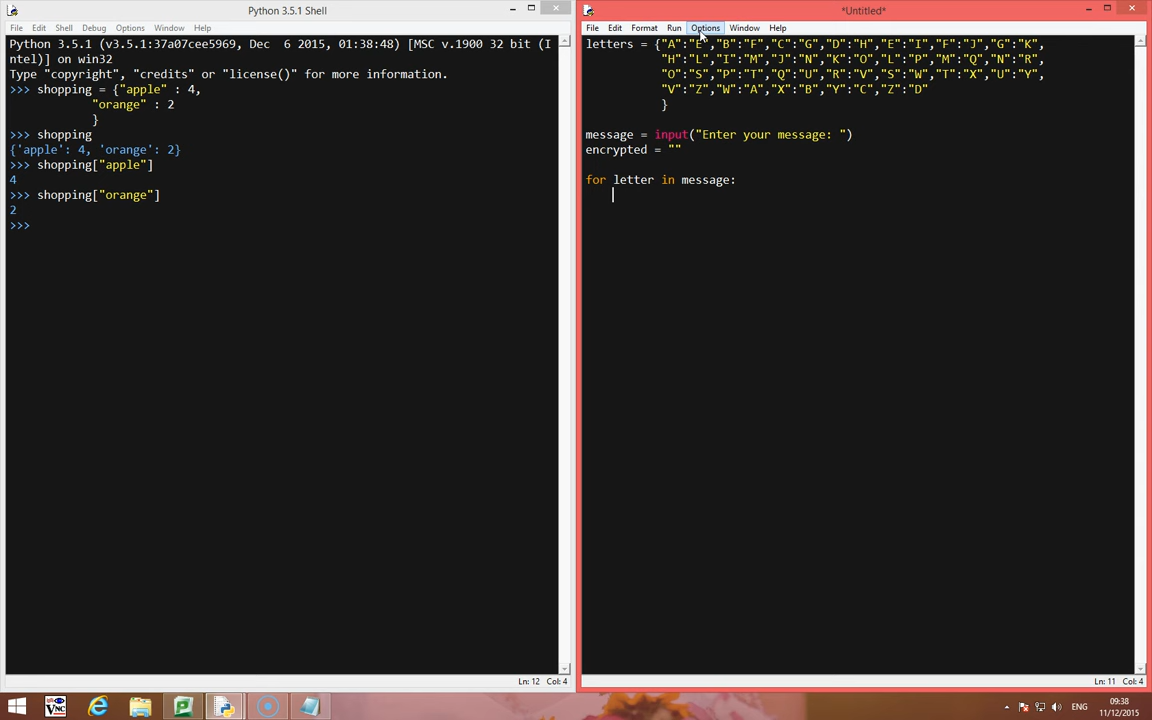 Python 3.5.1 Shell
File Edit Shell Debug Options Window Help
Python 3.5.1 (v3.5.1:37a07cee5969, Dec  6 2015, 01:38:48) [MSC v.1900 32 bit (I
ntel)] on win32
Type "copyright", "credits" or "license()" for more information.
>>> shopping = {"apple" : 4,
"orange" : 2
}
>>> shopping
{'apple': 4, 'orange': 2}
>>> shopping["apple"]
4
>>> shopping["orange"]
2
>>>
Ln: 12 Col: 4
*Untitled*
File Edit Format Run Options Window Help
letters = {"A":"E","B":"F","C":"G","D":"H","E":"I","F":"J","G":"K",
"H":"L","I":"M","J":"N","K":"O","L":"P","M":"Q","N":"R",
"O":"S","P":"T","Q":"U","R":"V","S":"W","T":"X","U":"Y",
"V":"Z","W":"A","X":"B","Y":"C","Z":"D"
}
message = input("Enter your message: ")
encrypted = ""
for letter in message:
Ln: 11 Col: 4
VNC
ENG
09:38
11/12/2015